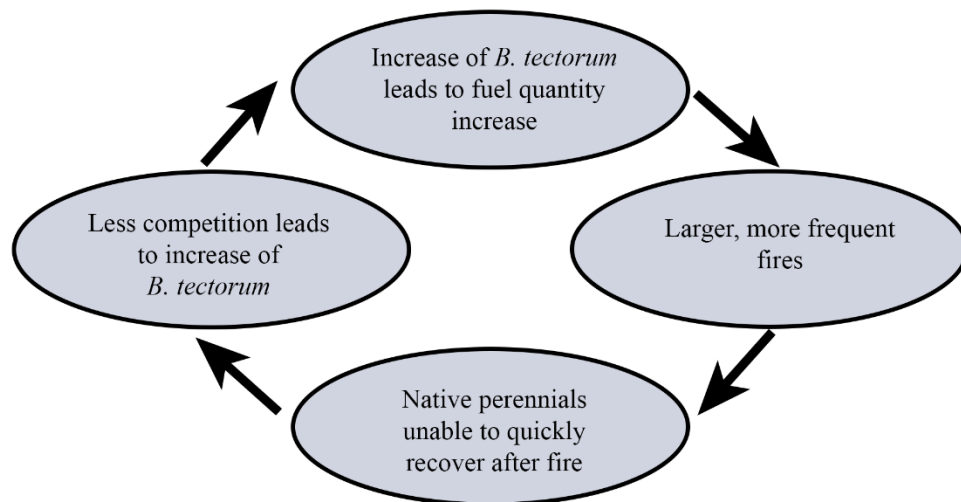 Increase of B. tectorum
leads to fuel quantity
increase
Larger, more frequent
fires
Native perennials
unable to quickly
recover after fire
Less competition leads
to increase of
B. tectorum